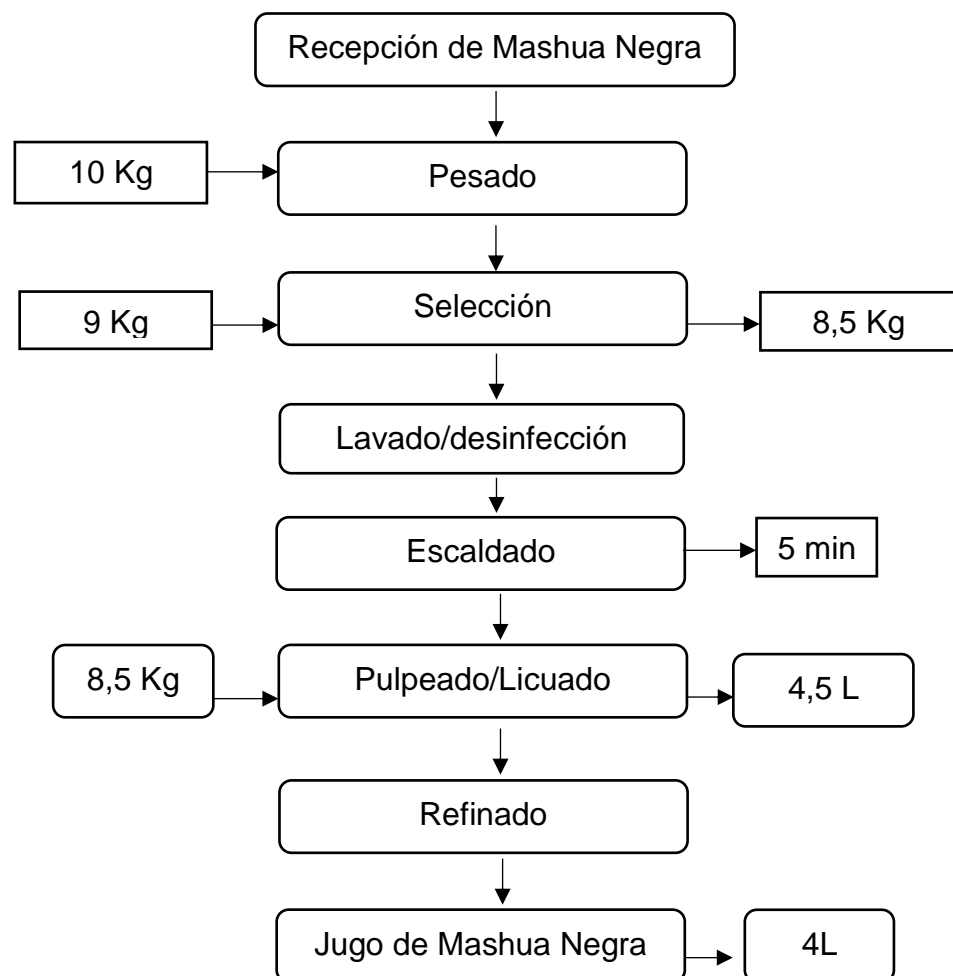 Recepción de Mashua Negra
10 Kg
Pesado
9 Kg
Selección
8,5 Kg
Lavado/desinfección
Escaldado
5 min
8,5 Kg
Pulpeado/Licuado
4,5 L
Refinado
Jugo de Mashua Negra
4L